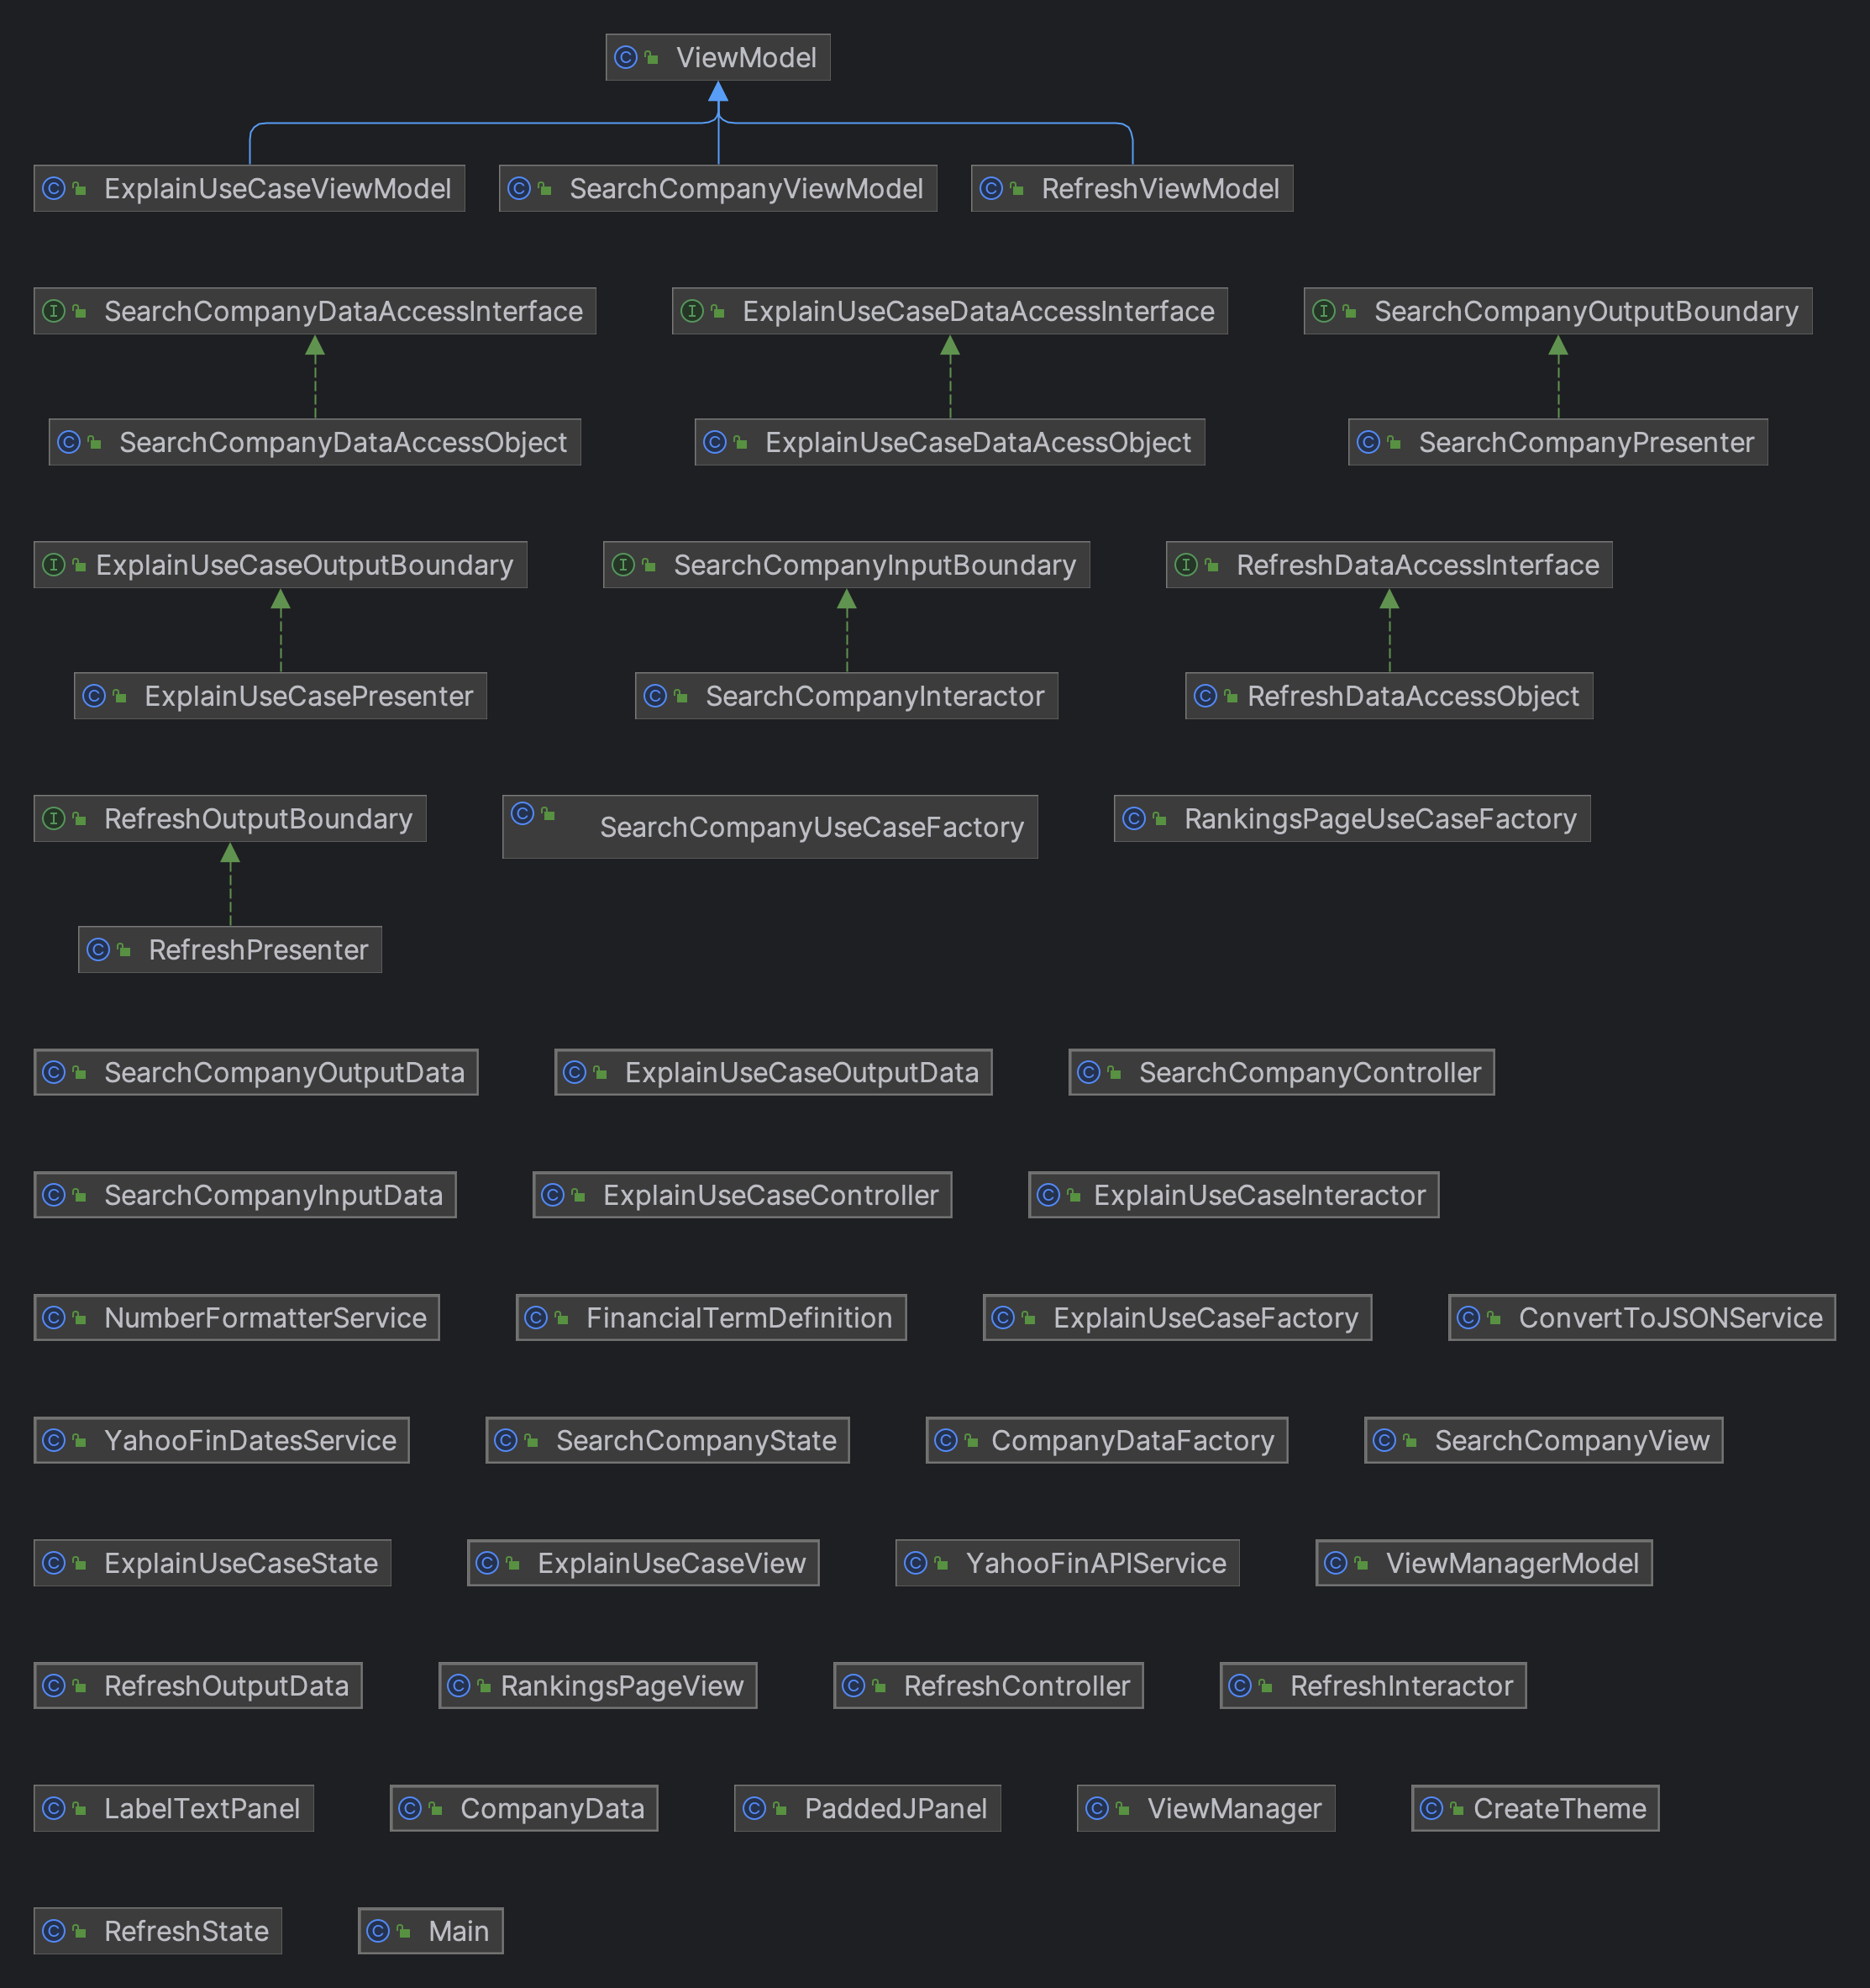 ViewModel
ExplainUseCaseViewModel SearchCompanyViewModel RefreshViewModel
SearchCompanyDataAccessInterface ExplainUseCaseDataAccessInterface SearchCompanyOutputBoundary
SearchCompanyDataAccessObject ExplainUseCaseDataAcessObject SearchCompanyPresenter
ExplainUseCaseOutputBoundary SearchCompanyInputBoundary RefreshDataAccessInterface
ExplainUseCasePresenter SearchCompanyInteractor RefreshDataAccessObject
RefreshOutputBoundary SearchCompanyUseCaseFactory RankingsPageUseCaseFactory
RefreshPresenter
SearchCompanyOutputData ExplainUseCaseOutputData SearchCompanyController
SearchCompanyInputData ExplainUseCaseController ExplainUseCaseInteractor
NumberFormatterService FinancialTermDefinition ExplainUseCaseFactory ConvertToJSONService
YahooFinDatesService SearchCompanyState CompanyDataFactory SearchCompanyView
ExplainUseCaseState ExplainUseCaseView YahooFinAPIService ViewManagerModel
RefreshOutputData RankingsPageView RefreshController RefreshInteractor
LabelTextPanel CompanyData PaddedJPanel ViewManager CreateTheme
RefreshState Main